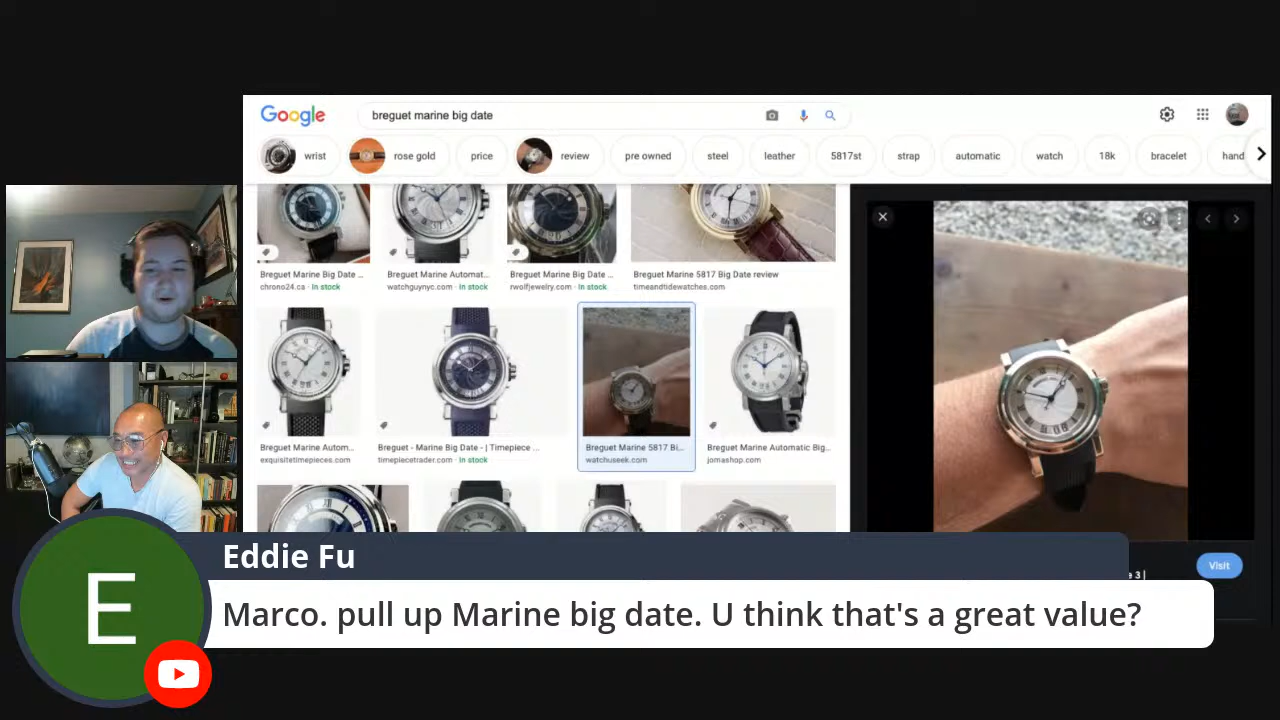 Google
breguet marine big date
wrist
rose gold
price
review
pre owned
steel
leather
5817st
strap
automatic
watch
18k
bracelet
hand
Breguet Marine Big Date ...
chrono24.ca · In stock
Breguet Marine Automat...
watchguynyc.com · In stock
Breguet Marine Big Date ...
rwolfjewelry.com · In stock
Breguet Marine 5817 Big Date review
timeandtidewatches.com
Breguet Marine Autom...
exquisitetimepieces.com
Breguet - Marine Big Date - | Timepiece ...
timepiecetrader.com · In stock
Breguet Marine 5817 Bi...
watchuseek.com
Breguet Marine Automatic Big...
jomashop.com
e 3 |
Visit
E
Eddie Fu
Marco. pull up Marine big date. U think that's a great value?